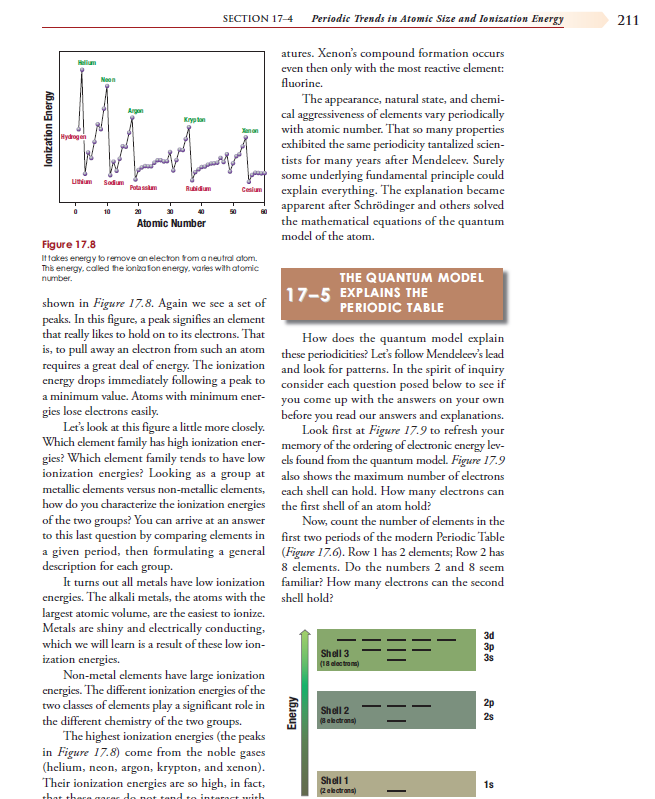 SECTION 17–4 Periodic Trends in Atomic Size and Ionization Energy 211
Helium
Neon
Argon
Krypton
Xenon
Hydrogen
Lithium
Sodium
Potassium
Rubidium
Cesium
Ionization Energy
0 10 20 30 40 50 60
Atomic Number
Figure 17.8
It takes energy to remove an electron from a neutral atom.
This energy, called the ionization energy, varies with atomic
number.
shown in Figure 17.8. Again we see a set of
peaks. In this figure, a peak signifies an element
that really likes to hold on to its electrons. That
is, to pull away an electron from such an atom
requires a great deal of energy. The ionization
energy drops immediately following a peak to
a minimum value. Atoms with minimum ener-
gies lose electrons easily.
Let's look at this figure a little more closely.
Which element family has high ionization ener-
gies? Which element family tends to have low
ionization energies? Looking as a group at
metallic elements versus non-metallic elements,
how do you characterize the ionization energies
of the two groups? You can arrive at an answer
to this last question by comparing elements in
a given period, then formulating a general
description for each group.
It turns out all metals have low ionization
energies. The alkali metals, the atoms with the
largest atomic volume, are the easiest to ionize.
Metals are shiny and electrically conducting,
which we will learn is a result of these low ion-
ization energies.
Non-metal elements have large ionization
energies. The different ionization energies of the
two classes of elements play a significant role in
the different chemistry of the two groups.
The highest ionization energies (the peaks
in Figure 17.8) come from the noble gases
(helium, neon, argon, krypton, and xenon).
Their ionization energies are so high, in fact,
that these gases do not tend to interact with
atures. Xenon's compound formation occurs
even then only with the most reactive element:
fluorine.
The appearance, natural state, and chemi-
cal aggressiveness of elements vary periodically
with atomic number. That so many properties
exhibited the same periodicity tantalized scien-
tists for many years after Mendeleev. Surely
some underlying fundamental principle could
explain everything. The explanation became
apparent after Schrödinger and others solved
the mathematical equations of the quantum
model of the atom.
17–5 THE QUANTUM MODEL
EXPLAINS THE
PERIODIC TABLE
How does the quantum model explain
these periodicities? Let's follow Mendeleev's lead
and look for patterns. In the spirit of inquiry
consider each question posed below to see if
you come up with the answers on your own
before you read our answers and explanations.
Look first at Figure 17.9 to refresh your
memory of the ordering of electronic energy lev-
els found from the quantum model. Figure 17.9
also shows the maximum number of electrons
each shell can hold. How many electrons can
the first shell of an atom hold?
Now, count the number of elements in the
first two periods of the modern Periodic Table
(Figure 17.6). Row 1 has 2 elements; Row 2 has
8 elements. Do the numbers 2 and 8 seem
familiar? How many electrons can the second
shell hold?
Energy
Shell 3
(18 electrons)
3d
3p
3s
Shell 2
(8 electrons)
2p
2s
Shell 1
(2 electrons)
1s